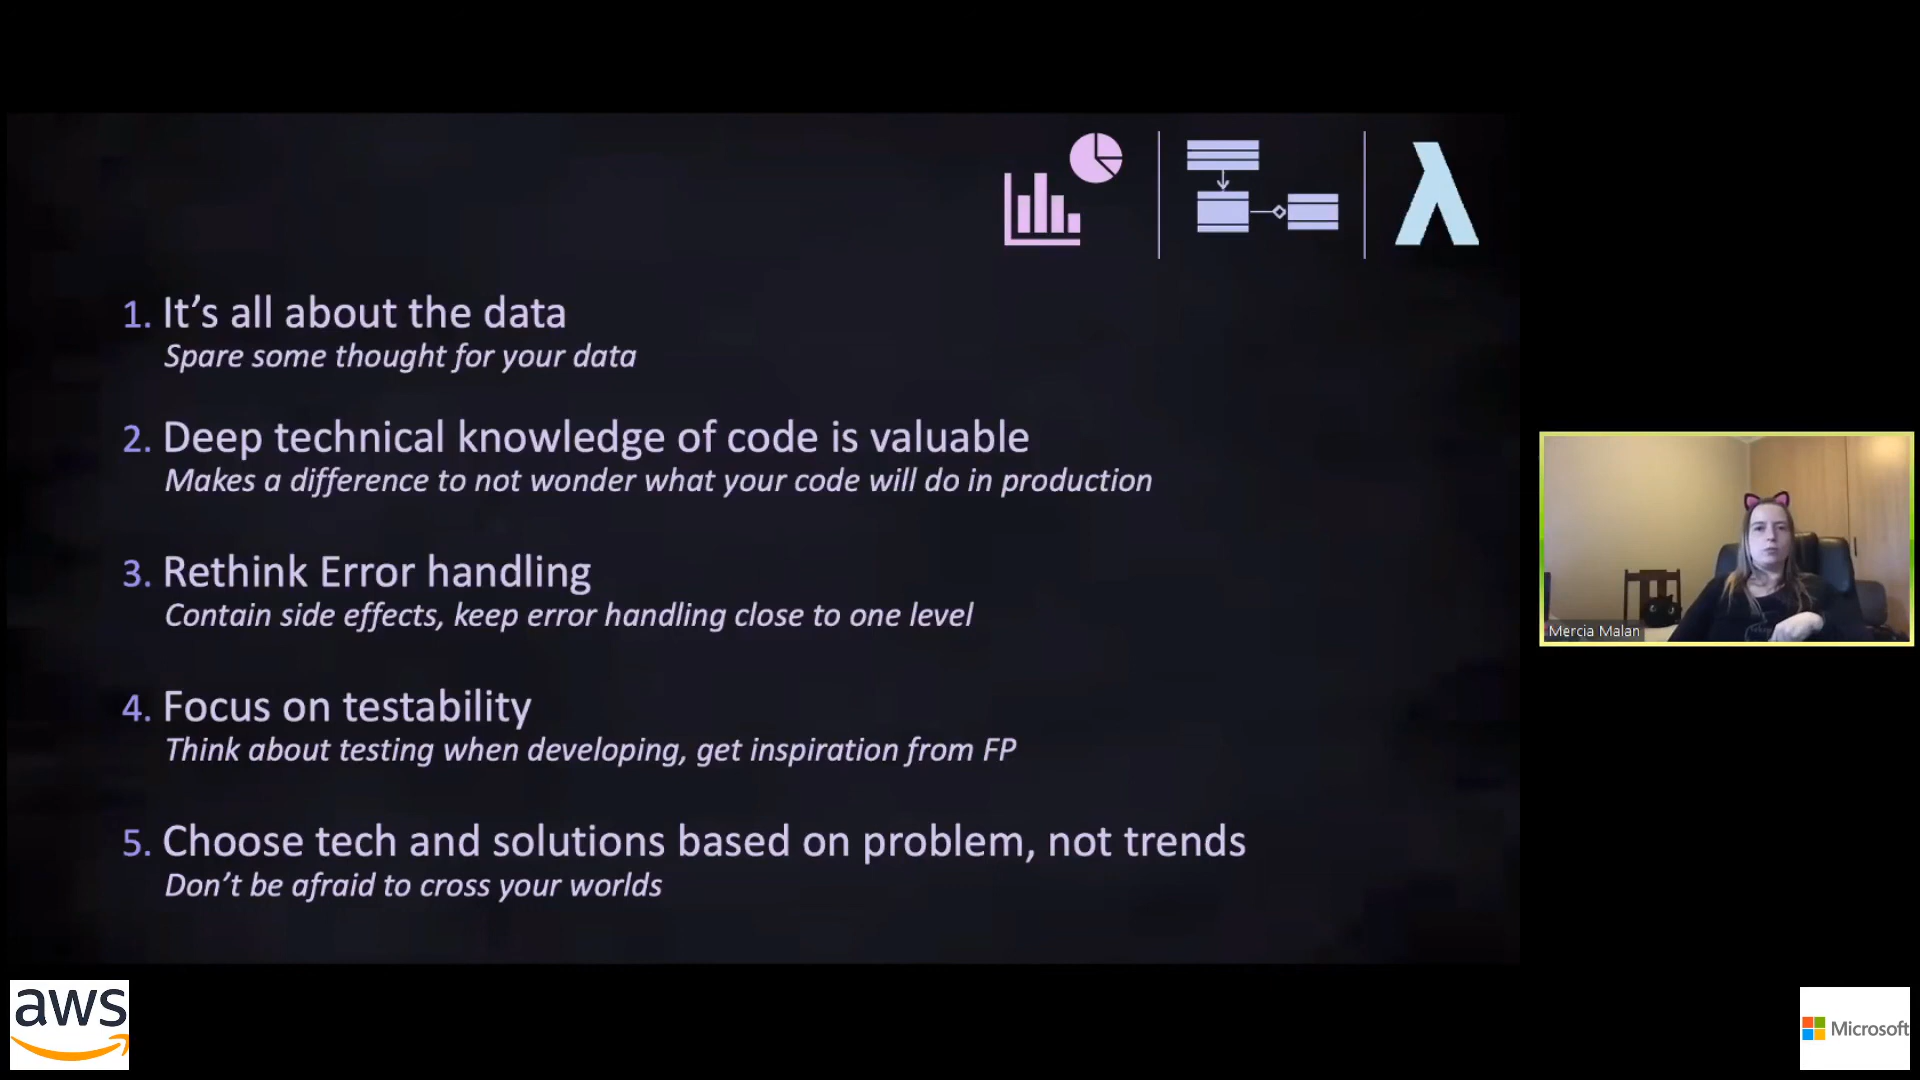 1. It's all about the data
Spare some thought for your data
2. Deep technical knowledge of code is valuable
Makes a difference to not wonder what your code will do in production
3. Rethink Error handling
Contain side effects, keep error handling close to one level
4. Focus on testability
Think about testing when developing, get inspiration from FP
5. Choose tech and solutions based on problem, not trends
Don't be afraid to cross your worlds
λ
Mercia Malan
aws
Microsoft